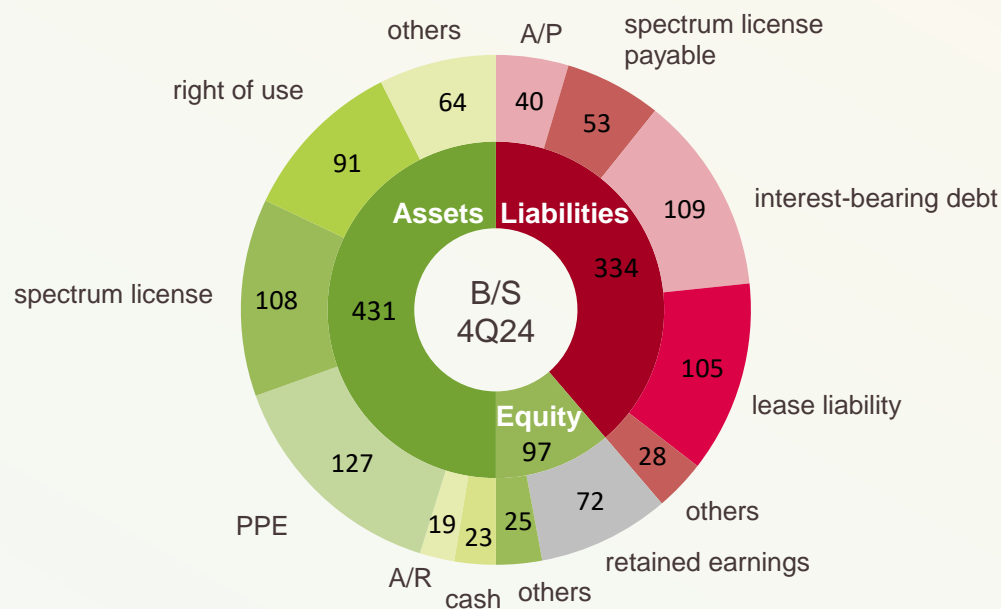 others
A/P
spectrum license
payable
right of use
64
40
53
91
interest-bearing debt
109
Assets
Liabilities
334
spectrum license
108
431
B/S
4Q24
105
lease liability
Equity
97
28
127
72
others
PPE
19
23
25
retained earnings
A/R
cash
others